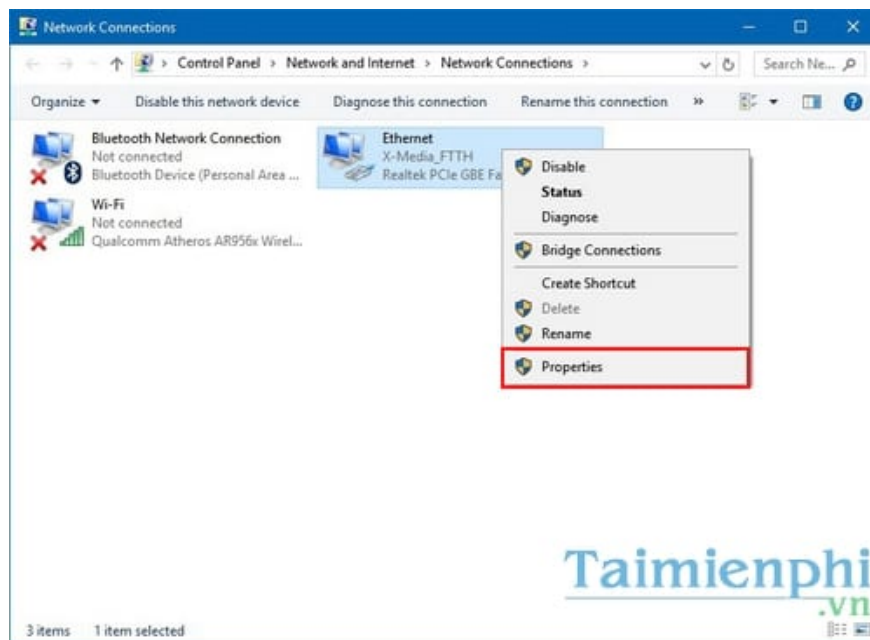 Network Connections
Control Panel > Network and Internet > Network Connections >
Search Ne...
Organize
Disable this network device
Diagnose this connection
Rename this connection
»
Bluetooth Network Connection
Not connected
Bluetooth Device (Personal Area ...
Ethernet
X-Media_FTTH
Realtek PCIe GBE Fa
Wi-Fi
Not connected
Qualcomm Atheros AR956x Wirel...
Disable
Status
Diagnose
Bridge Connections
Create Shortcut
Delete
Rename
Properties
Taimienphi
.vn
3 items 1 item selected